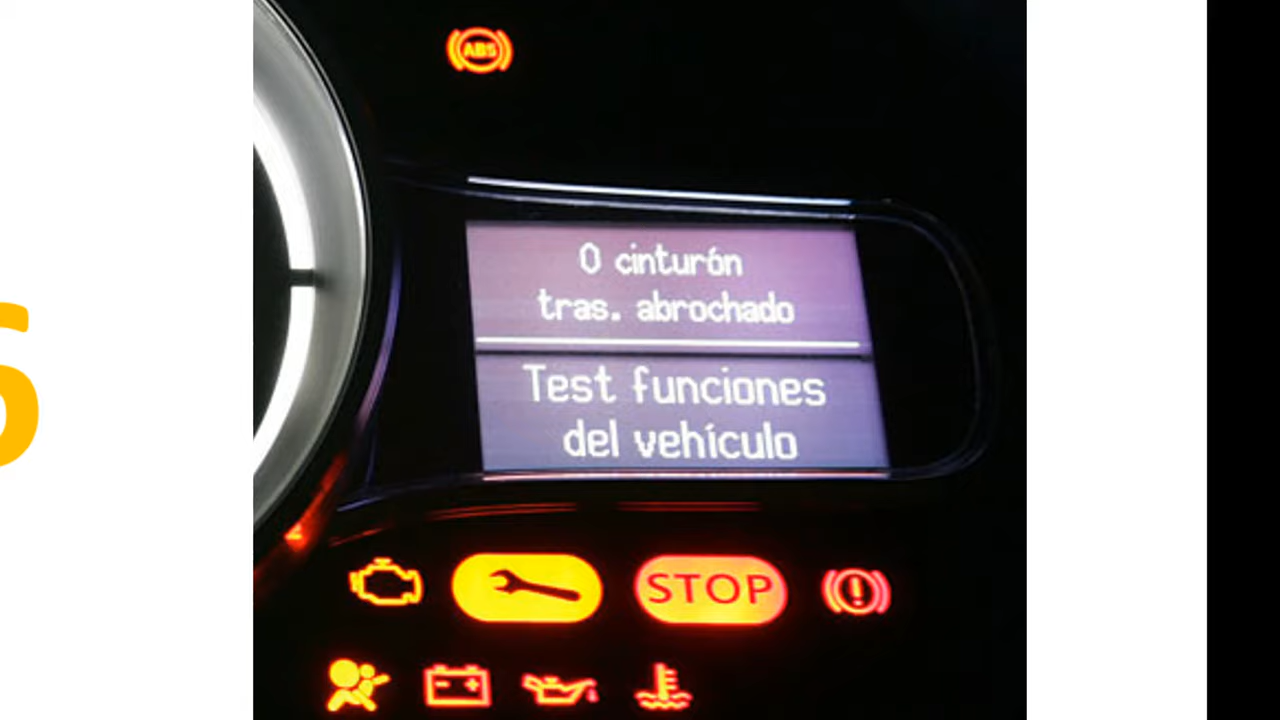 ABS
0 cinturón
tras. abrochado
Test funciones
del vehículo
STOP